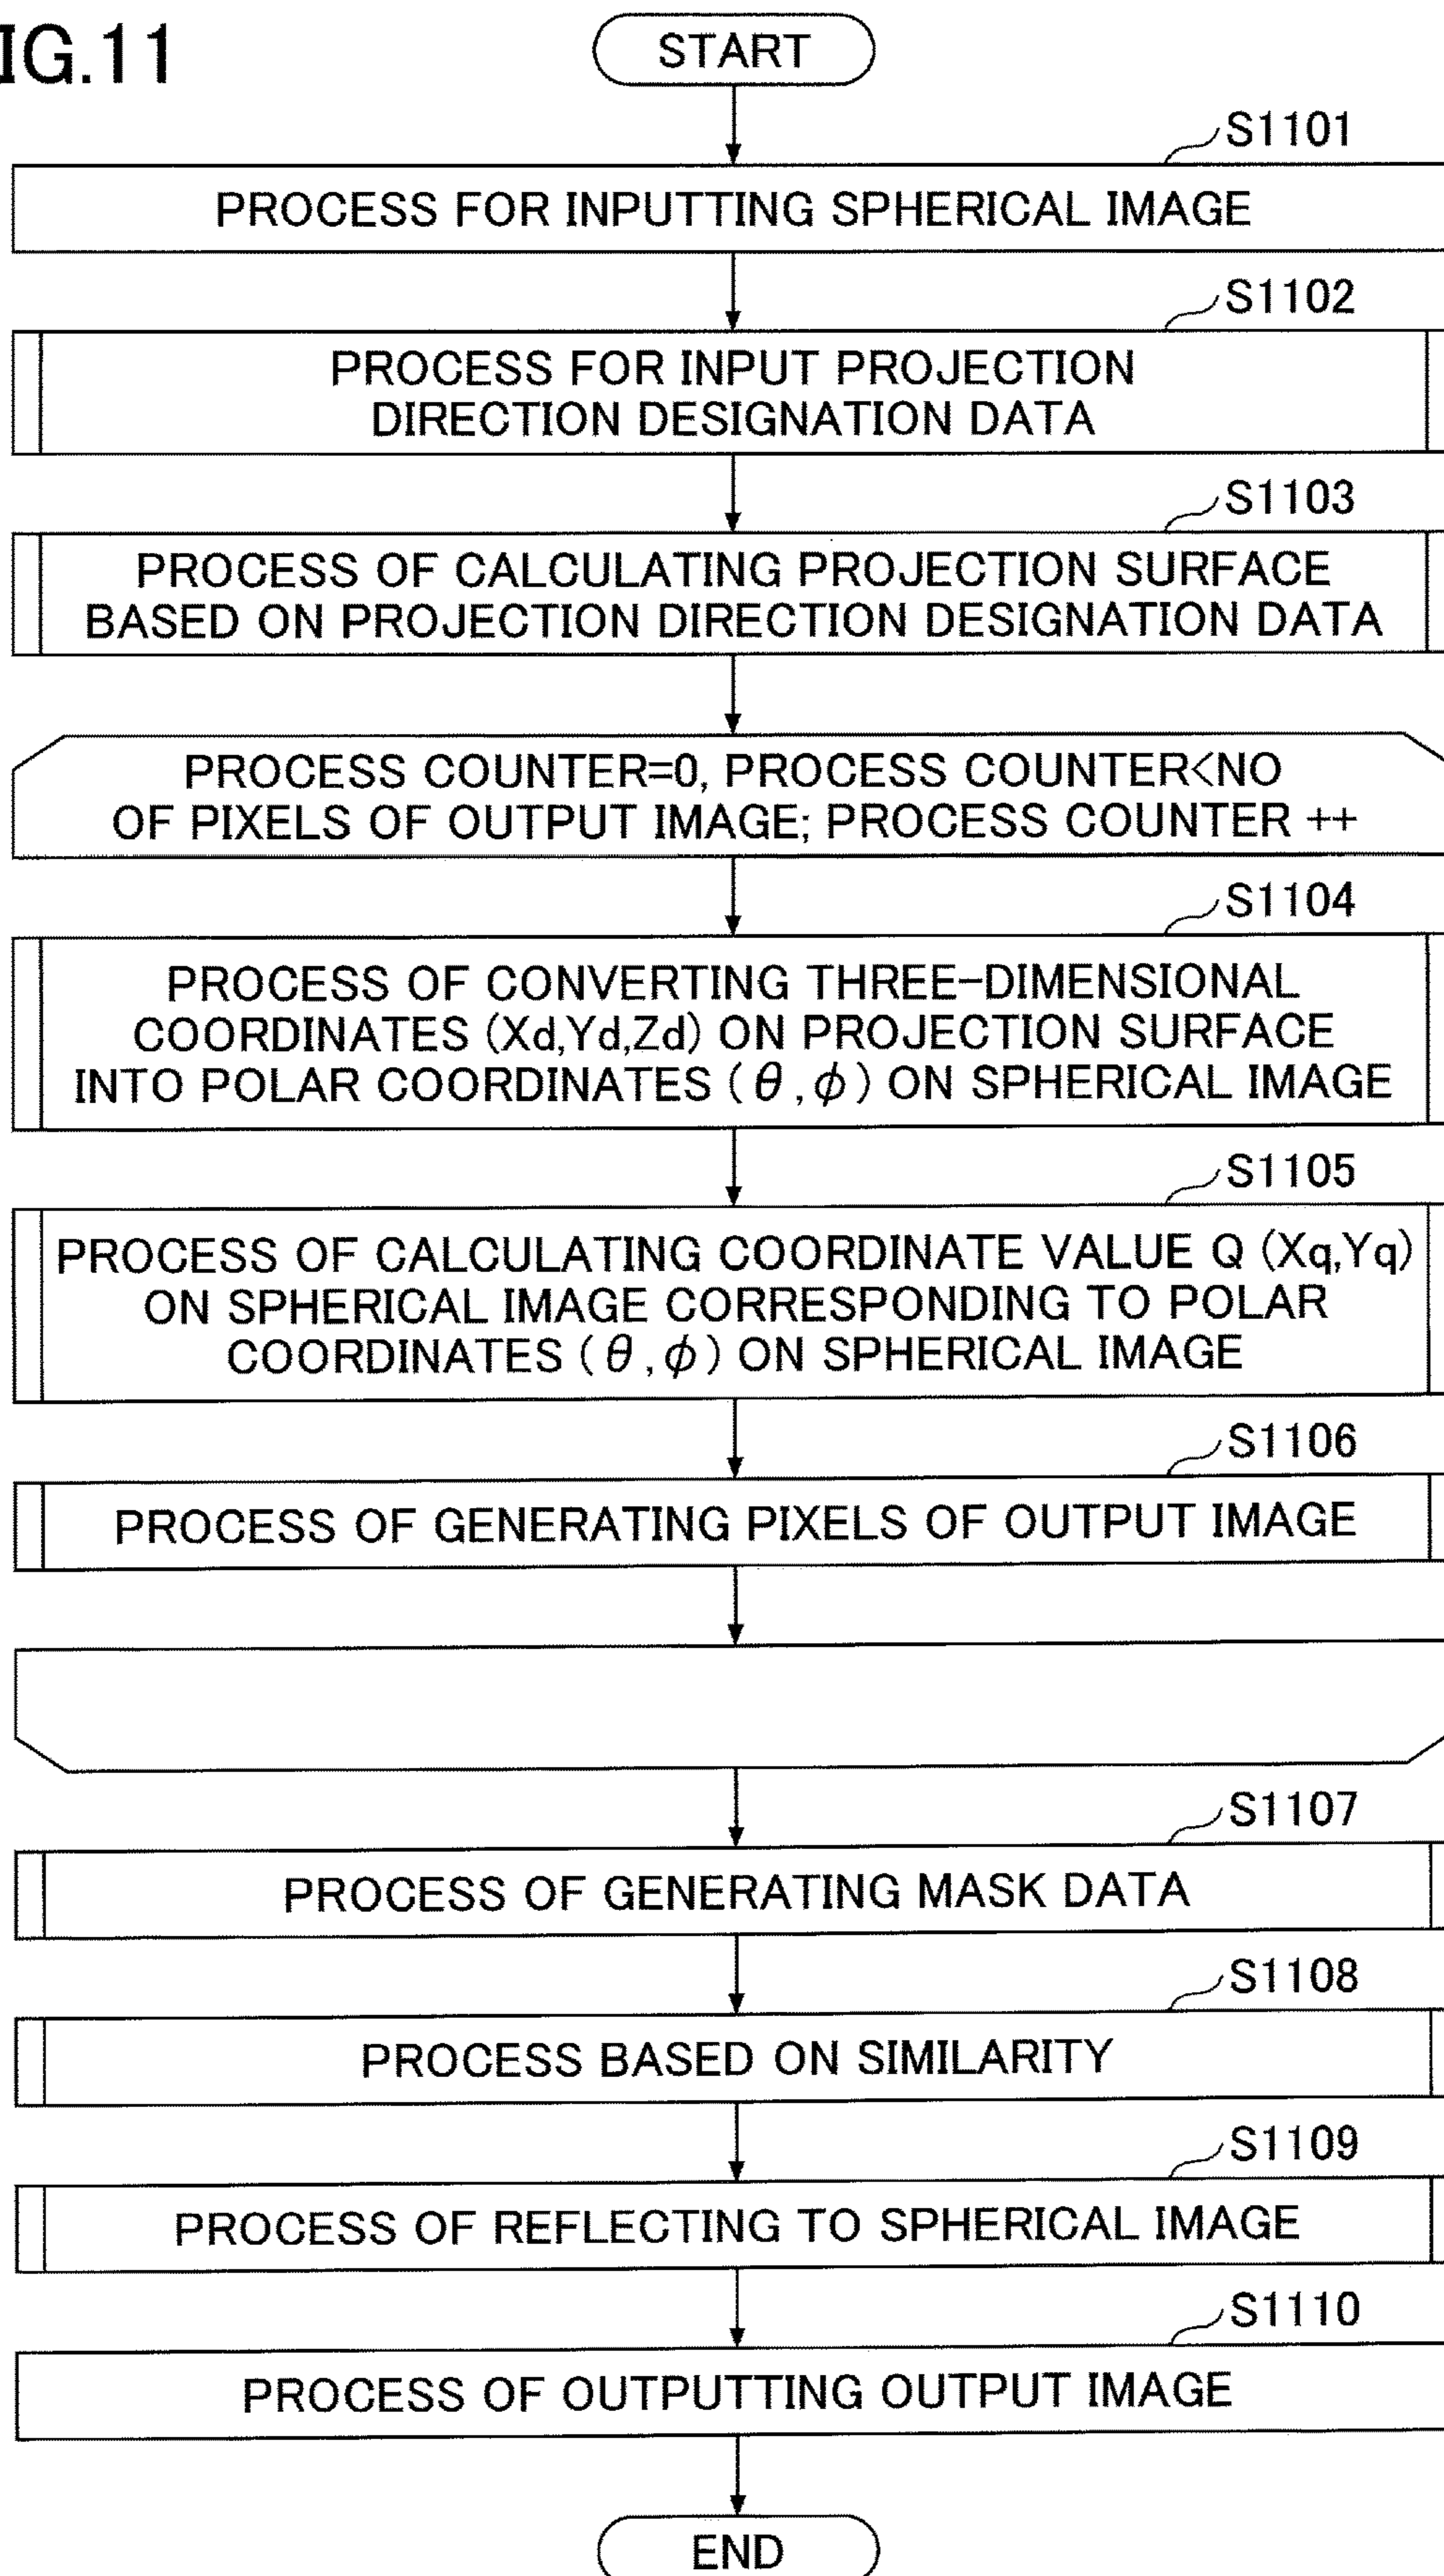 IG.11
START
S1101
PROCESS FOR INPUTTING SPHERICAL IMAGE
S1102
PROCESS FOR INPUT PROJECTION
DIRECTION DESIGNATION DATA
S1103
PROCESS OF CALCULATING PROJECTION SURFACE
BASED ON PROJECTION DIRECTION DESIGNATION DATA
PROCESS COUNTER=0, PROCESS COUNTER<NO
OF PIXELS OF OUTPUT IMAGE; PROCESS COUNTER ++
S1104
PROCESS OF CONVERTING THREE-DIMENSIONAL
COORDINATES (Xd,Yd,Zd) ON PROJECTION SURFACE
INTO POLAR COORDINATES (θ,φ) ON SPHERICAL IMAGE
S1105
PROCESS OF CALCULATING COORDINATE VALUE Q (Xq,Yq)
ON SPHERICAL IMAGE CORRESPONDING TO POLAR
COORDINATES (θ,φ) ON SPHERICAL IMAGE
S1106
PROCESS OF GENERATING PIXELS OF OUTPUT IMAGE
S1107
PROCESS OF GENERATING MASK DATA
S1108
PROCESS BASED ON SIMILARITY
S1109
PROCESS OF REFLECTING TO SPHERICAL IMAGE
S1110
PROCESS OF OUTPUTTING OUTPUT IMAGE
END